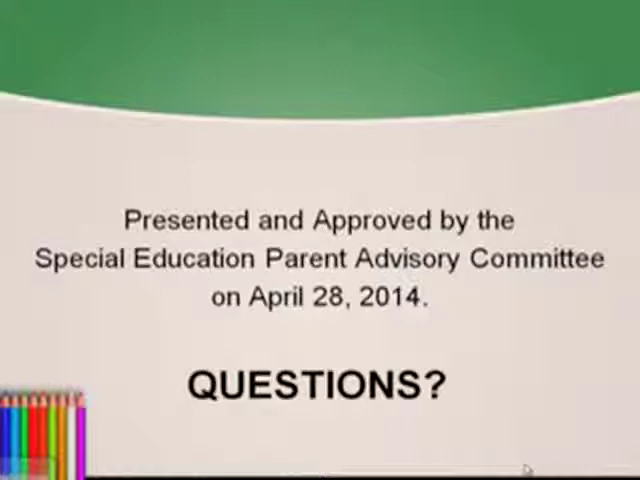 Presented and Approved by the
Special Education Parent Advisory Committee
on April 28, 2014.
QUESTIONS?